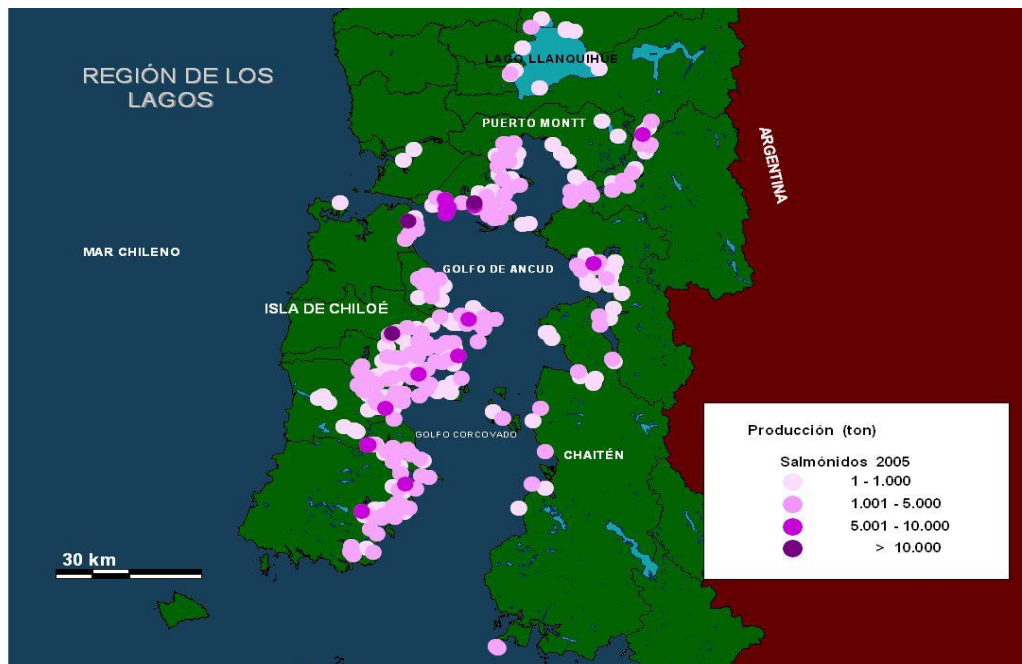 REGIÓN DE LOS
LAGOS
LAGO LLANQUIHUE
PUERTO MONTT
ARGENTINA
MAR CHILENO
GOLFO DE ANCUD
ISLA DE CHILOÉ
GOLFO CORCOVADO
CHAITÉN
Producción (ton)
Salmónidos 2005
1 - 1.000
1.001 - 5.000
5.001 - 10.000
> 10.000
30 km